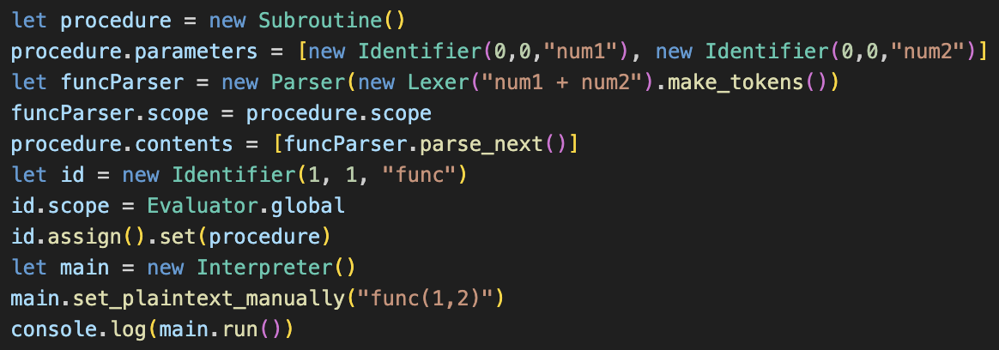 let procedure = new Subroutine()
procedure.parameters = [new Identifier(0,0,"num1"), new Identifier(0,0,"num2")]
let funcParser = new Parser(new Lexer("num1 + num2").make_tokens())
funcParser.scope = procedure.scope
procedure.contents = [funcParser.parse_next()]
let id = new Identifier(1, 1, "func")
id.scope = Evaluator.global
id.assign().set(procedure)
let main = new Interpreter()
main.set_plaintext_manually("func(1,2)")
console.log(main.run())